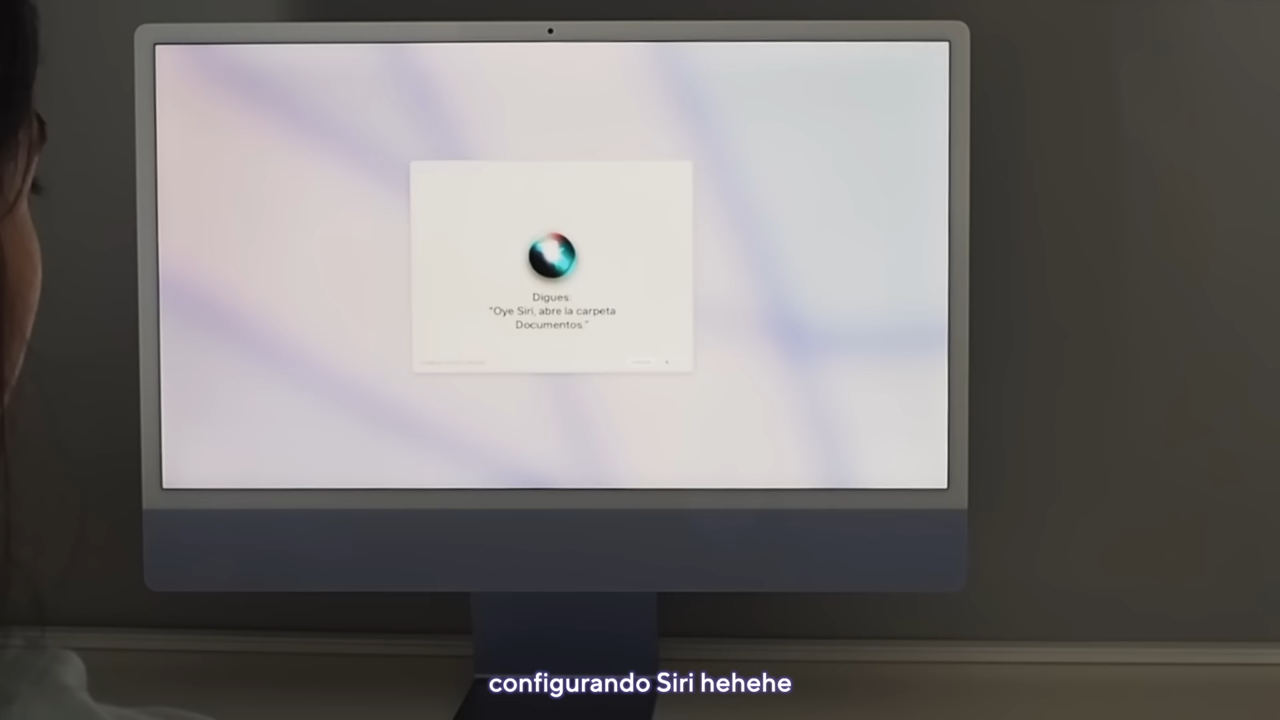 Digues:
"Oye Siri, abre la carpeta
Documentos."
configurando Siri hehehe